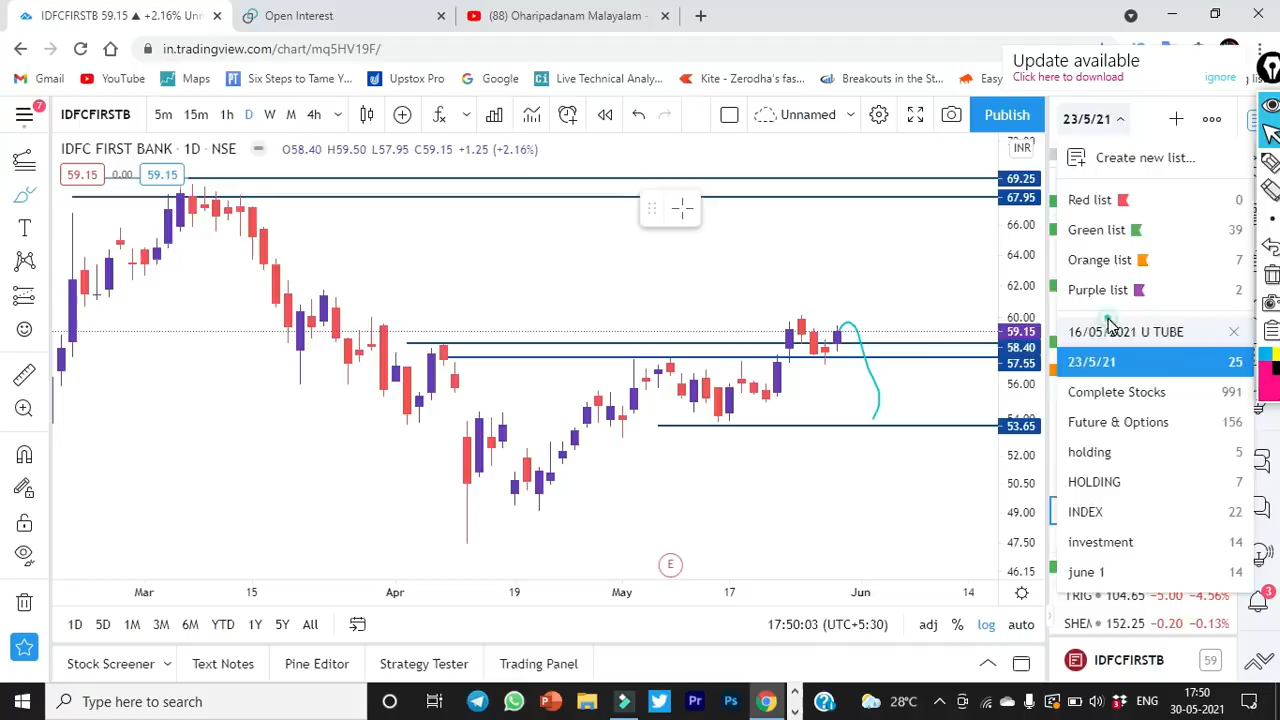 IDFCFIRSTB 59.15 ▲ +2.16% Unn
Open Interest
(88) Oharipadanam Malayalam -
in.tradingview.com/chart/mq5HV19F/
Update available
Click here to download
ignore
Gmail
YouTube
Maps
Six Steps to Tame Y...
Upstox Pro
Google
Live Technical Analy...
Kite - Zerodha's fas...
Breakouts in the US...
Easy
7
IDFCFIRSTB
5m 15m 1h D W M 4h
Unnamed
Publish
23/5/21
IDFC FIRST BANK · 1D · NSE
O58.40 H59.50 L57.95 C59.15 +1.25 (+2.16%)
INR
59.15 0.00 59.15
69.25
67.95
66.00
64.00
62.00
60.00
59.15
58.40
57.55
56.00
53.65
52.00
50.50
49.00
47.50
46.15
Create new list...
Red list 0
Green list 39
Orange list 7
Purple list 2
16/05/2021 U TUBE
23/5/21 25
Complete Stocks 991
Future & Options 156
holding 5
HOLDING 7
INDEX 22
investment 14
june 1 14
TRIG 104.65 -5.00 -4.56%
SHEM 152.25 -0.20 -0.13%
3
E
Mar 15 Apr 19 May 17 Jun 14
1D 5D 1M 3M 6M YTD 1Y 5Y All
17:50:03 (UTC+5:30)
adj % log auto
Stock Screener
Text Notes
Pine Editor
Strategy Tester
Trading Panel
IDFCFIRSTB 59
Type here to search
28°C
ENG
17:50
30-05-2021